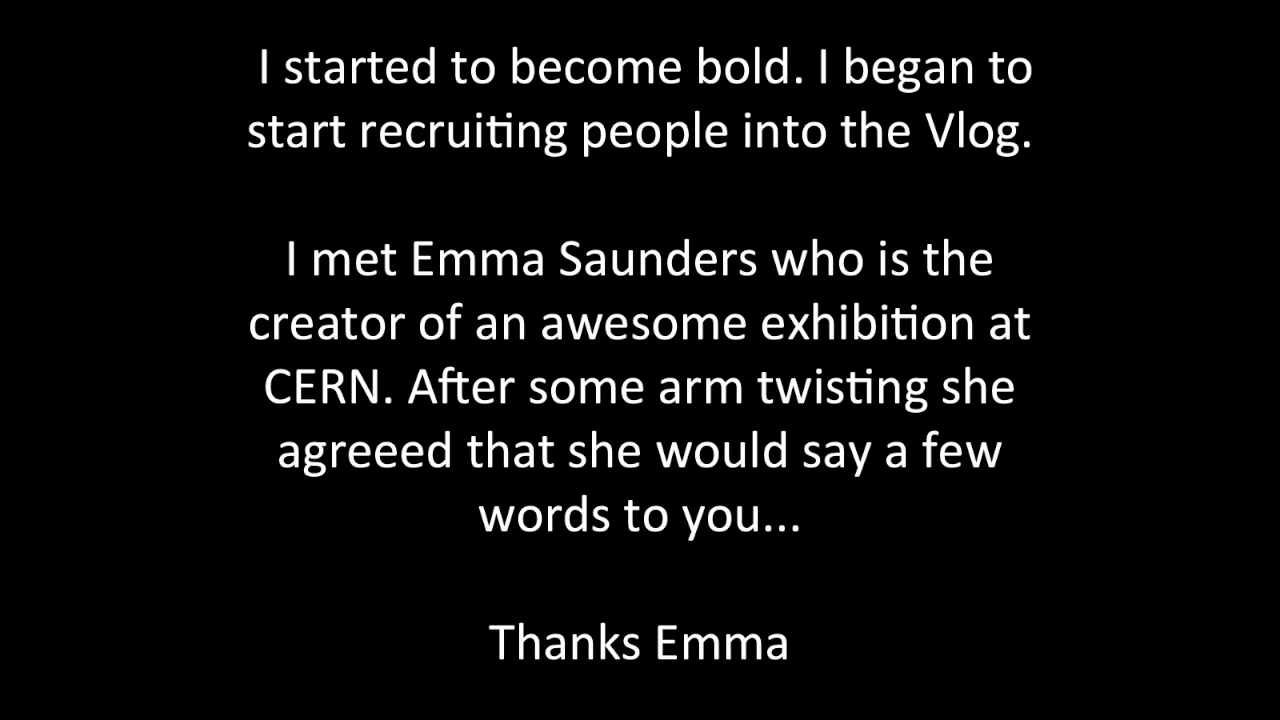 I started to become bold. I began to
start recruiting people into the Vlog.
I met Emma Saunders who is the
creator of an awesome exhibition at
CERN. After some arm twisting she
agreeed that she would say a few
words to you...
Thanks Emma